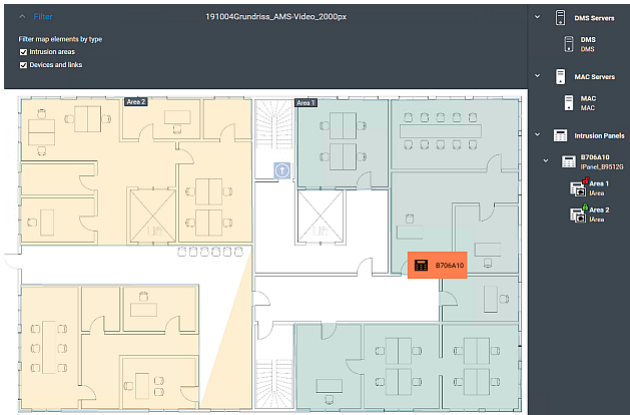 Filter
191004Grundriss_AMS-Video_2000px
Filter map elements by type
Intrusion areas
Devices and links
Area 2
Area 1
B706A10
DMS Servers
DMS
DMS
MAC Servers
MAC
MAC
Intrusion Panels
B706A10
IPanel_B9512G
Area 1
IArea
Area 2
IArea